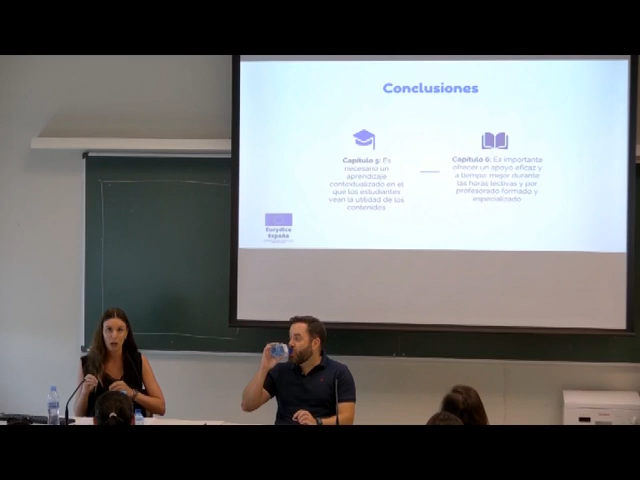 Conclusiones
Capítulo 5: Es
necesario un
aprendizaje
contextualizado en el
que los estudiantes
vean la utilidad de los
contenidos
Capítulo 6: Es importante
ofrecer un apoyo eficaz y
a tiempo: mejor durante
las horas lectivas y por
profesorado formado y
especializado
Eurydice
España